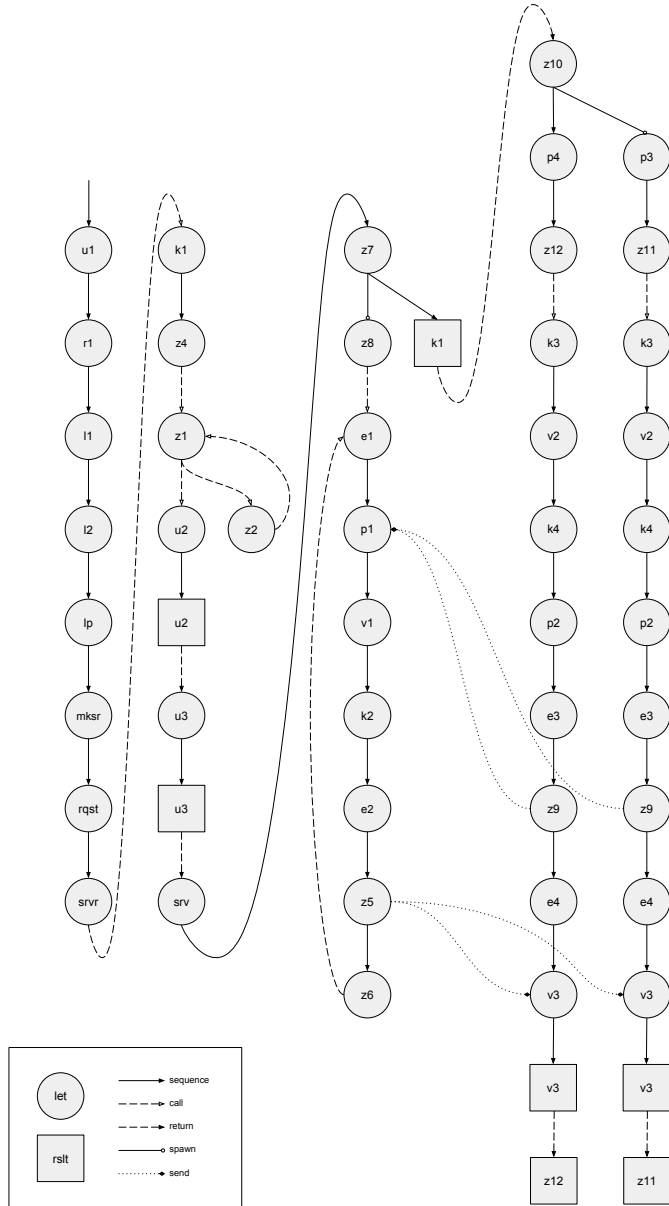 z10
p4
p3
u1
k1
z7
z12
z11
r1
z4
z8
k1
k3
k3
l1
z1
e1
v2
v2
l2
u2
z2
p1
k4
k4
lp
u2
v1
p2
p2
mksr
u3
k2
e3
e3
rqst
u3
e2
z9
z9
srvr
srv
z5
e4
e4
z6
v3
v3
let
rslt
sequence
call
return
spawn
send
v3
v3
z12
z11